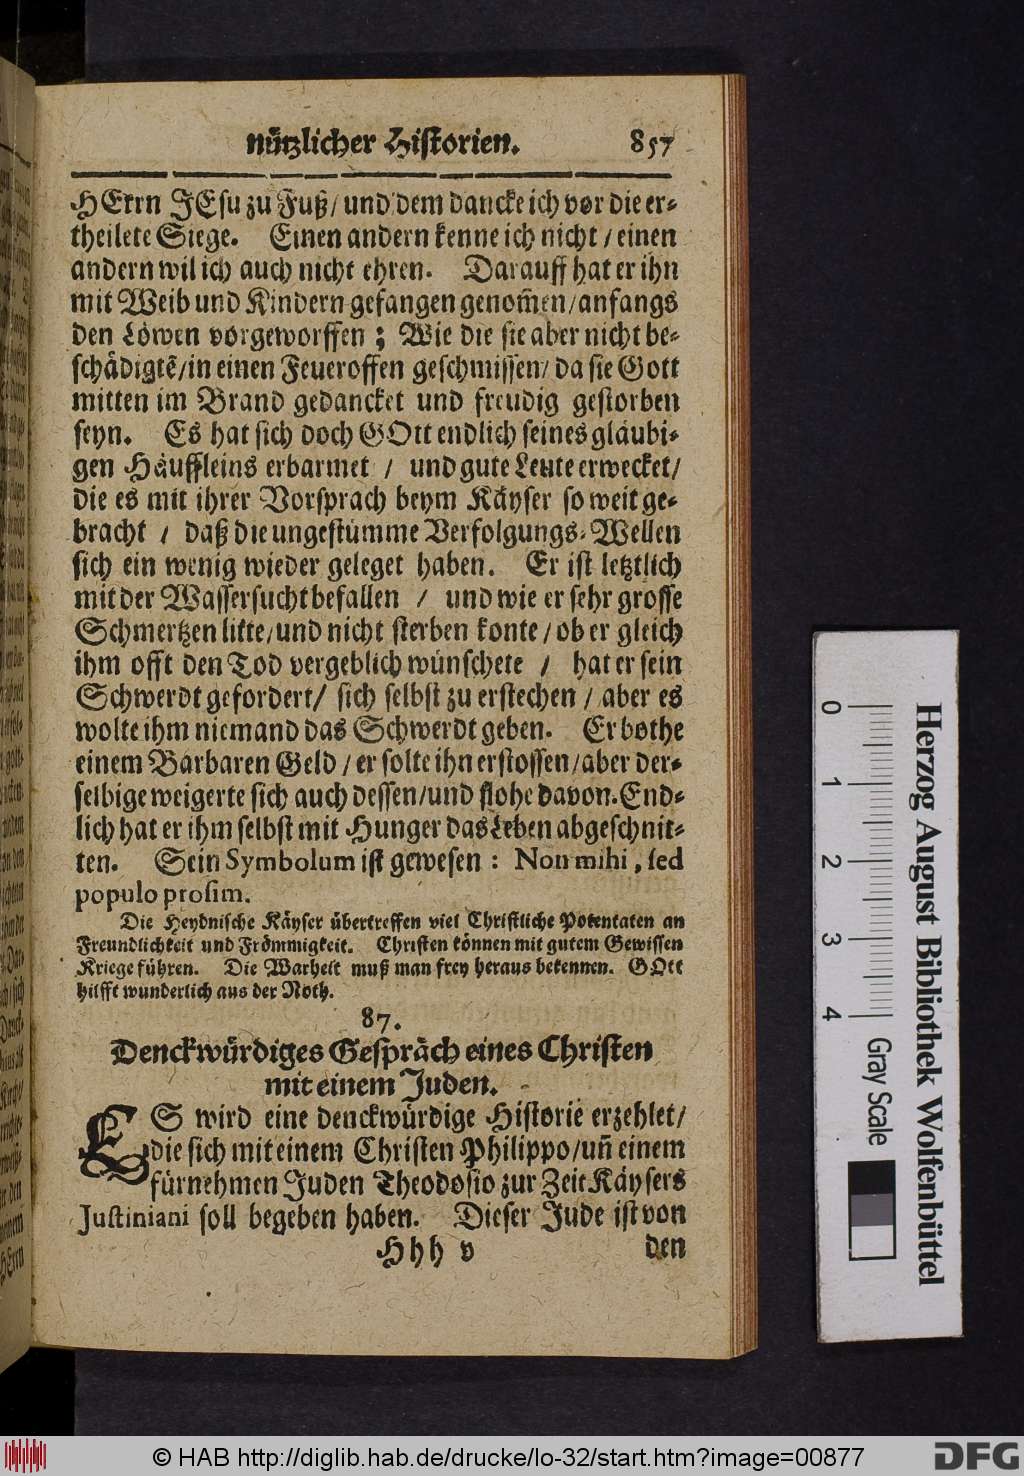 nützlicher Historien. 857
HErrn JEsu zu Fuß / und dem dancke ich vor die er-
theilete Siege. Einen andern kenne ich nicht / einen
andern wil ich auch nicht ehren. Darauff hat er ihn
mit Weib und Kindern gefangen genom̃en / anfangs
den Löwen vorgeworffen ; Wie die sie aber nicht be-
schädigtē / in einen Feueroffen geschmissen / da sie Gott
mitten im Brand gedancket und freudig gestorben
seyn. Es hat sich doch GOtt endlich seines gläubi-
gen Häuffleins erbarmet / und gute Leute erwecket /
die es mit ihrer Vorsprach beym Käyser so weit ge-
bracht / daß die ungestümme Verfolgungs-Wellen
sich ein wenig wieder geleget haben. Er ist letztlich
mit der Wassersucht befallen / und wie er sehr grosse
Schmertzen litte / und nicht sterben konte / ob er gleich
ihm offt den Tod vergeblich wünschete / hat er sein
Schwerdt gefordert / sich selbst zu erstechen / aber es
wolte ihm niemand das Schwerdt geben. Er bothe
einem Barbaren Geld / er solte ihn erstossen / aber der-
selbige weigerte sich auch dessen / und flohe davon. End-
lich hat er ihm selbst mit Hunger das Leben abgeschnit-
ten. Sein Symbolum ist gewesen : Non mihi , sed
populo prosim.
Die Heydnische Käyser übertreffen viel Christliche Potentaten an
Freundlichkeit und Frömmigkeit. Christen können mit gutem Gewissen
Kriege führen. Die Warheit muß man frey heraus bekennen. GOtt
hilfft wunderlich aus der Noth.
87.
Denckwürdiges Gespräch eines Christen
mit einem Juden.
ES wird eine denckwürdige Historie erzehlet /
die sich mit einem Christen Philippo / uñ einem
fürnehmen Juden Theodosio zur Zeit Käysers
Justiniani soll begeben haben. Dieser Jude ist von
Hhh v den
Herzog August Bibliothek Wolfenbüttel
0 1 2 3 4 Gray Scale
© HAB http://diglib.hab.de/drucke/lo-32/start.htm?image=00877
DFG